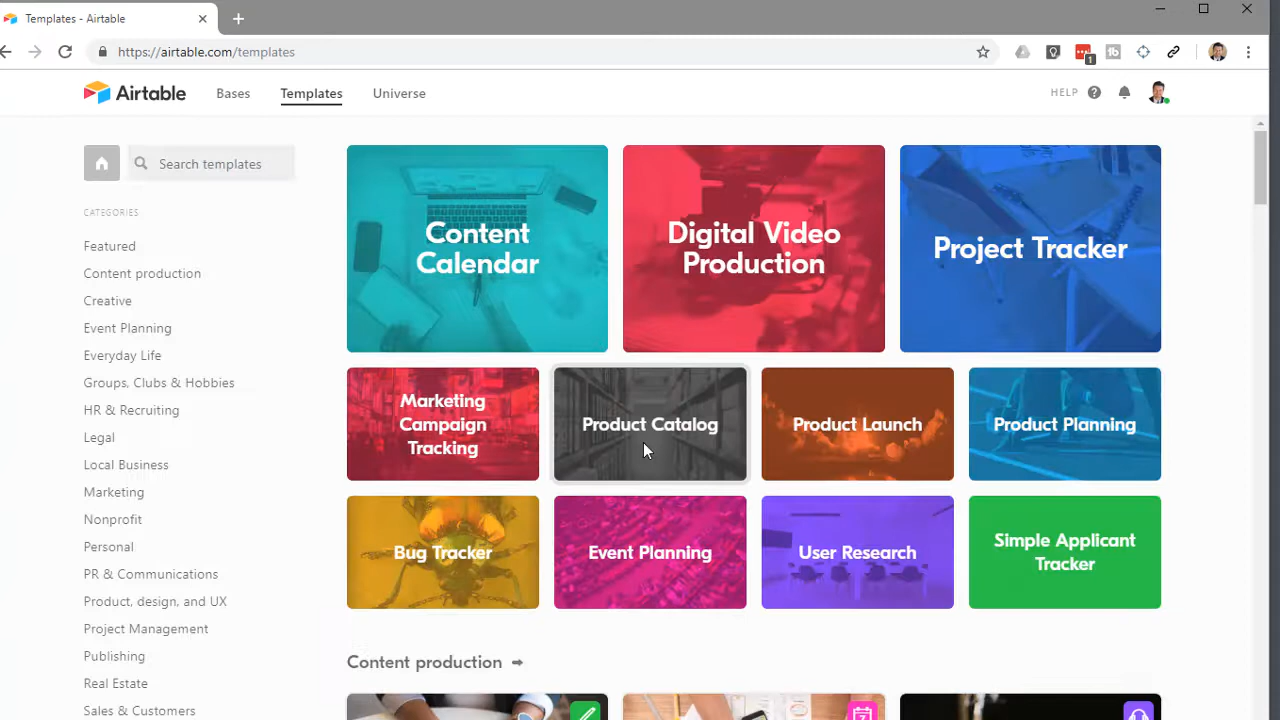 Templates - Airtable
https://airtable.com/templates
1
Airtable
Bases
Templates
Universe
HELP
Search templates
CATEGORIES
Featured
Content production
Creative
Event Planning
Everyday Life
Groups, Clubs & Hobbies
HR & Recruiting
Legal
Local Business
Marketing
Nonprofit
Personal
PR & Communications
Product, design, and UX
Project Management
Publishing
Real Estate
Sales & Customers
Content
Calendar
Digital Video
Production
Project Tracker
Marketing
Campaign
Tracking
Product Catalog
Product Launch
Product Planning
Bug Tracker
Event Planning
User Research
Simple Applicant
Tracker
Content production